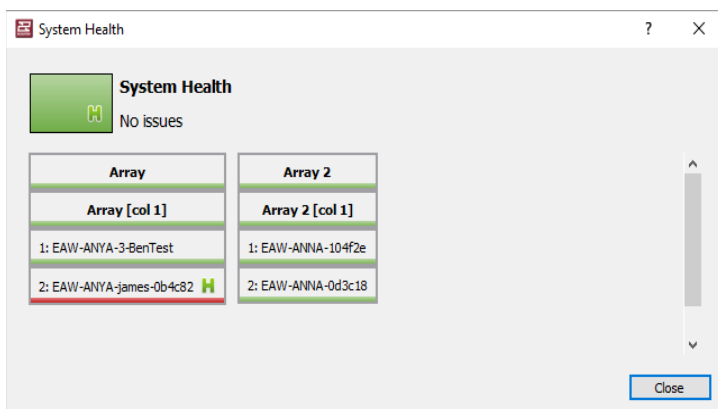 System Health
?
System Health
H
No issues
Array
Array [col 1]
1: EAW-ANYA-3-BenTest
2: EAW-ANYA-james-0b4c82 H
Array 2
Array 2 [col 1]
1: EAW-ANNA-104f2e
2: EAW-ANNA-0d3c18
Close